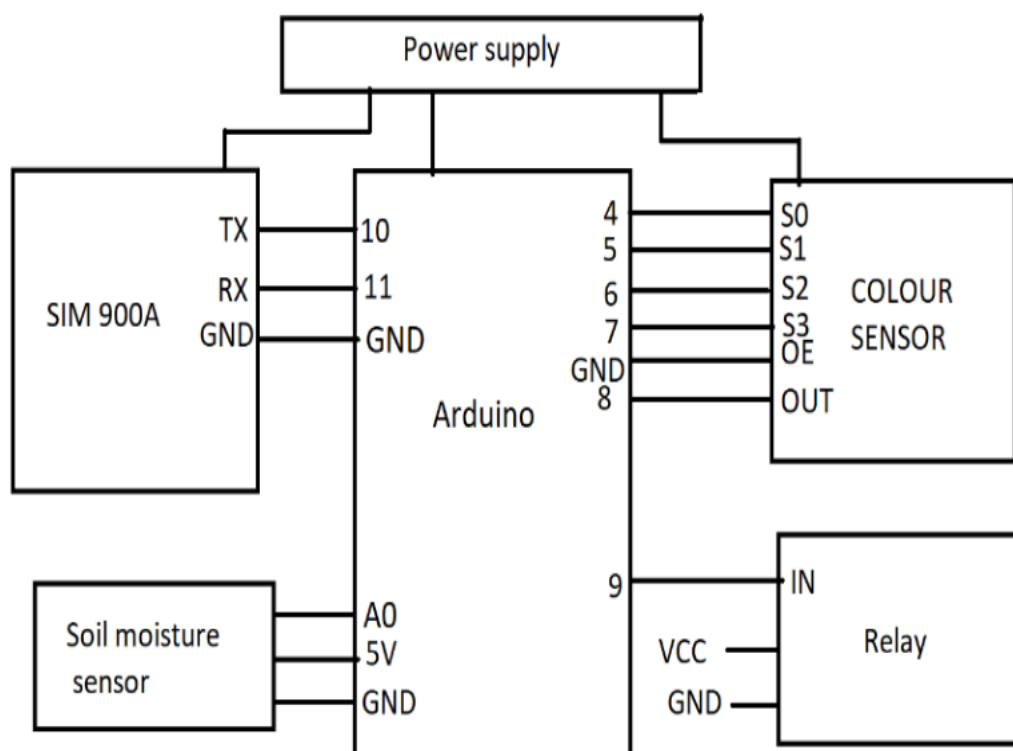 Power supply
TX
RX
GND
SIM 900A
10
11
GND
Arduino
4
5
6
7
GND
8
S0
S1
S2
S3
OE
OUT
COLOUR
SENSOR
Soil moisture
sensor
A0
5V
GND
9
IN
VCC
GND
Relay